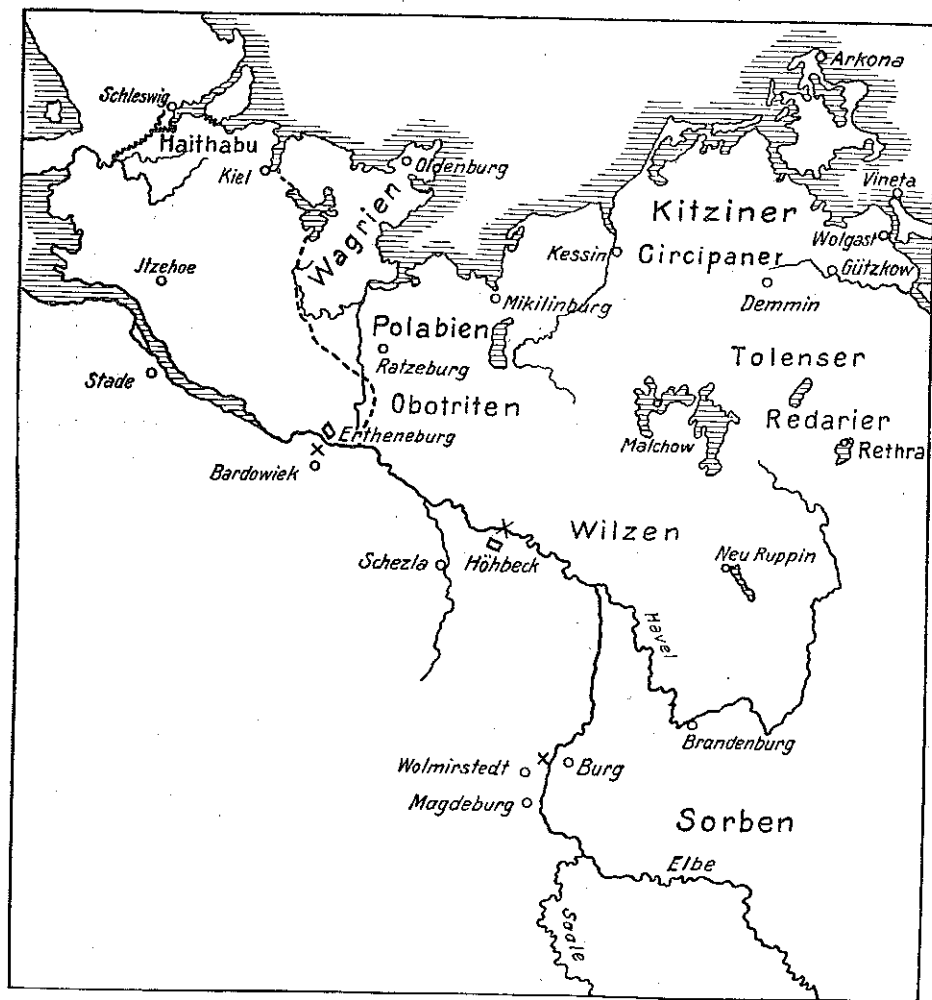 Arkona
Schleswig
Haithabu
Kiel
Oldenburg
Vineta
Wagrien
Kitziner
Wolgast
Kessin
Circipaner
Gützkow
Jtzehoe
Mikilinburg
Demmin
Polabien
Ratzeburg
Tolenser
Stade
Obotriten
Redarier
Malchow
Rethra
Ertheneburg
Bardowiek
Wilzen
Schezla
Höhbeck
Neu Ruppin
Havel
Brandenburg
Wolmirstedt
Burg
Magdeburg
Sorben
Elbe
Saale